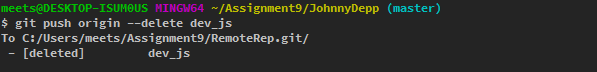 meets@DESKTOP-ISUM0US MINGW64 ~/Assignment9/JohnnyDepp (master)
$ git push origin --delete dev_js
To C:/Users/meets/Assignment9/RemoteRep.git/
 - [deleted]         dev_js